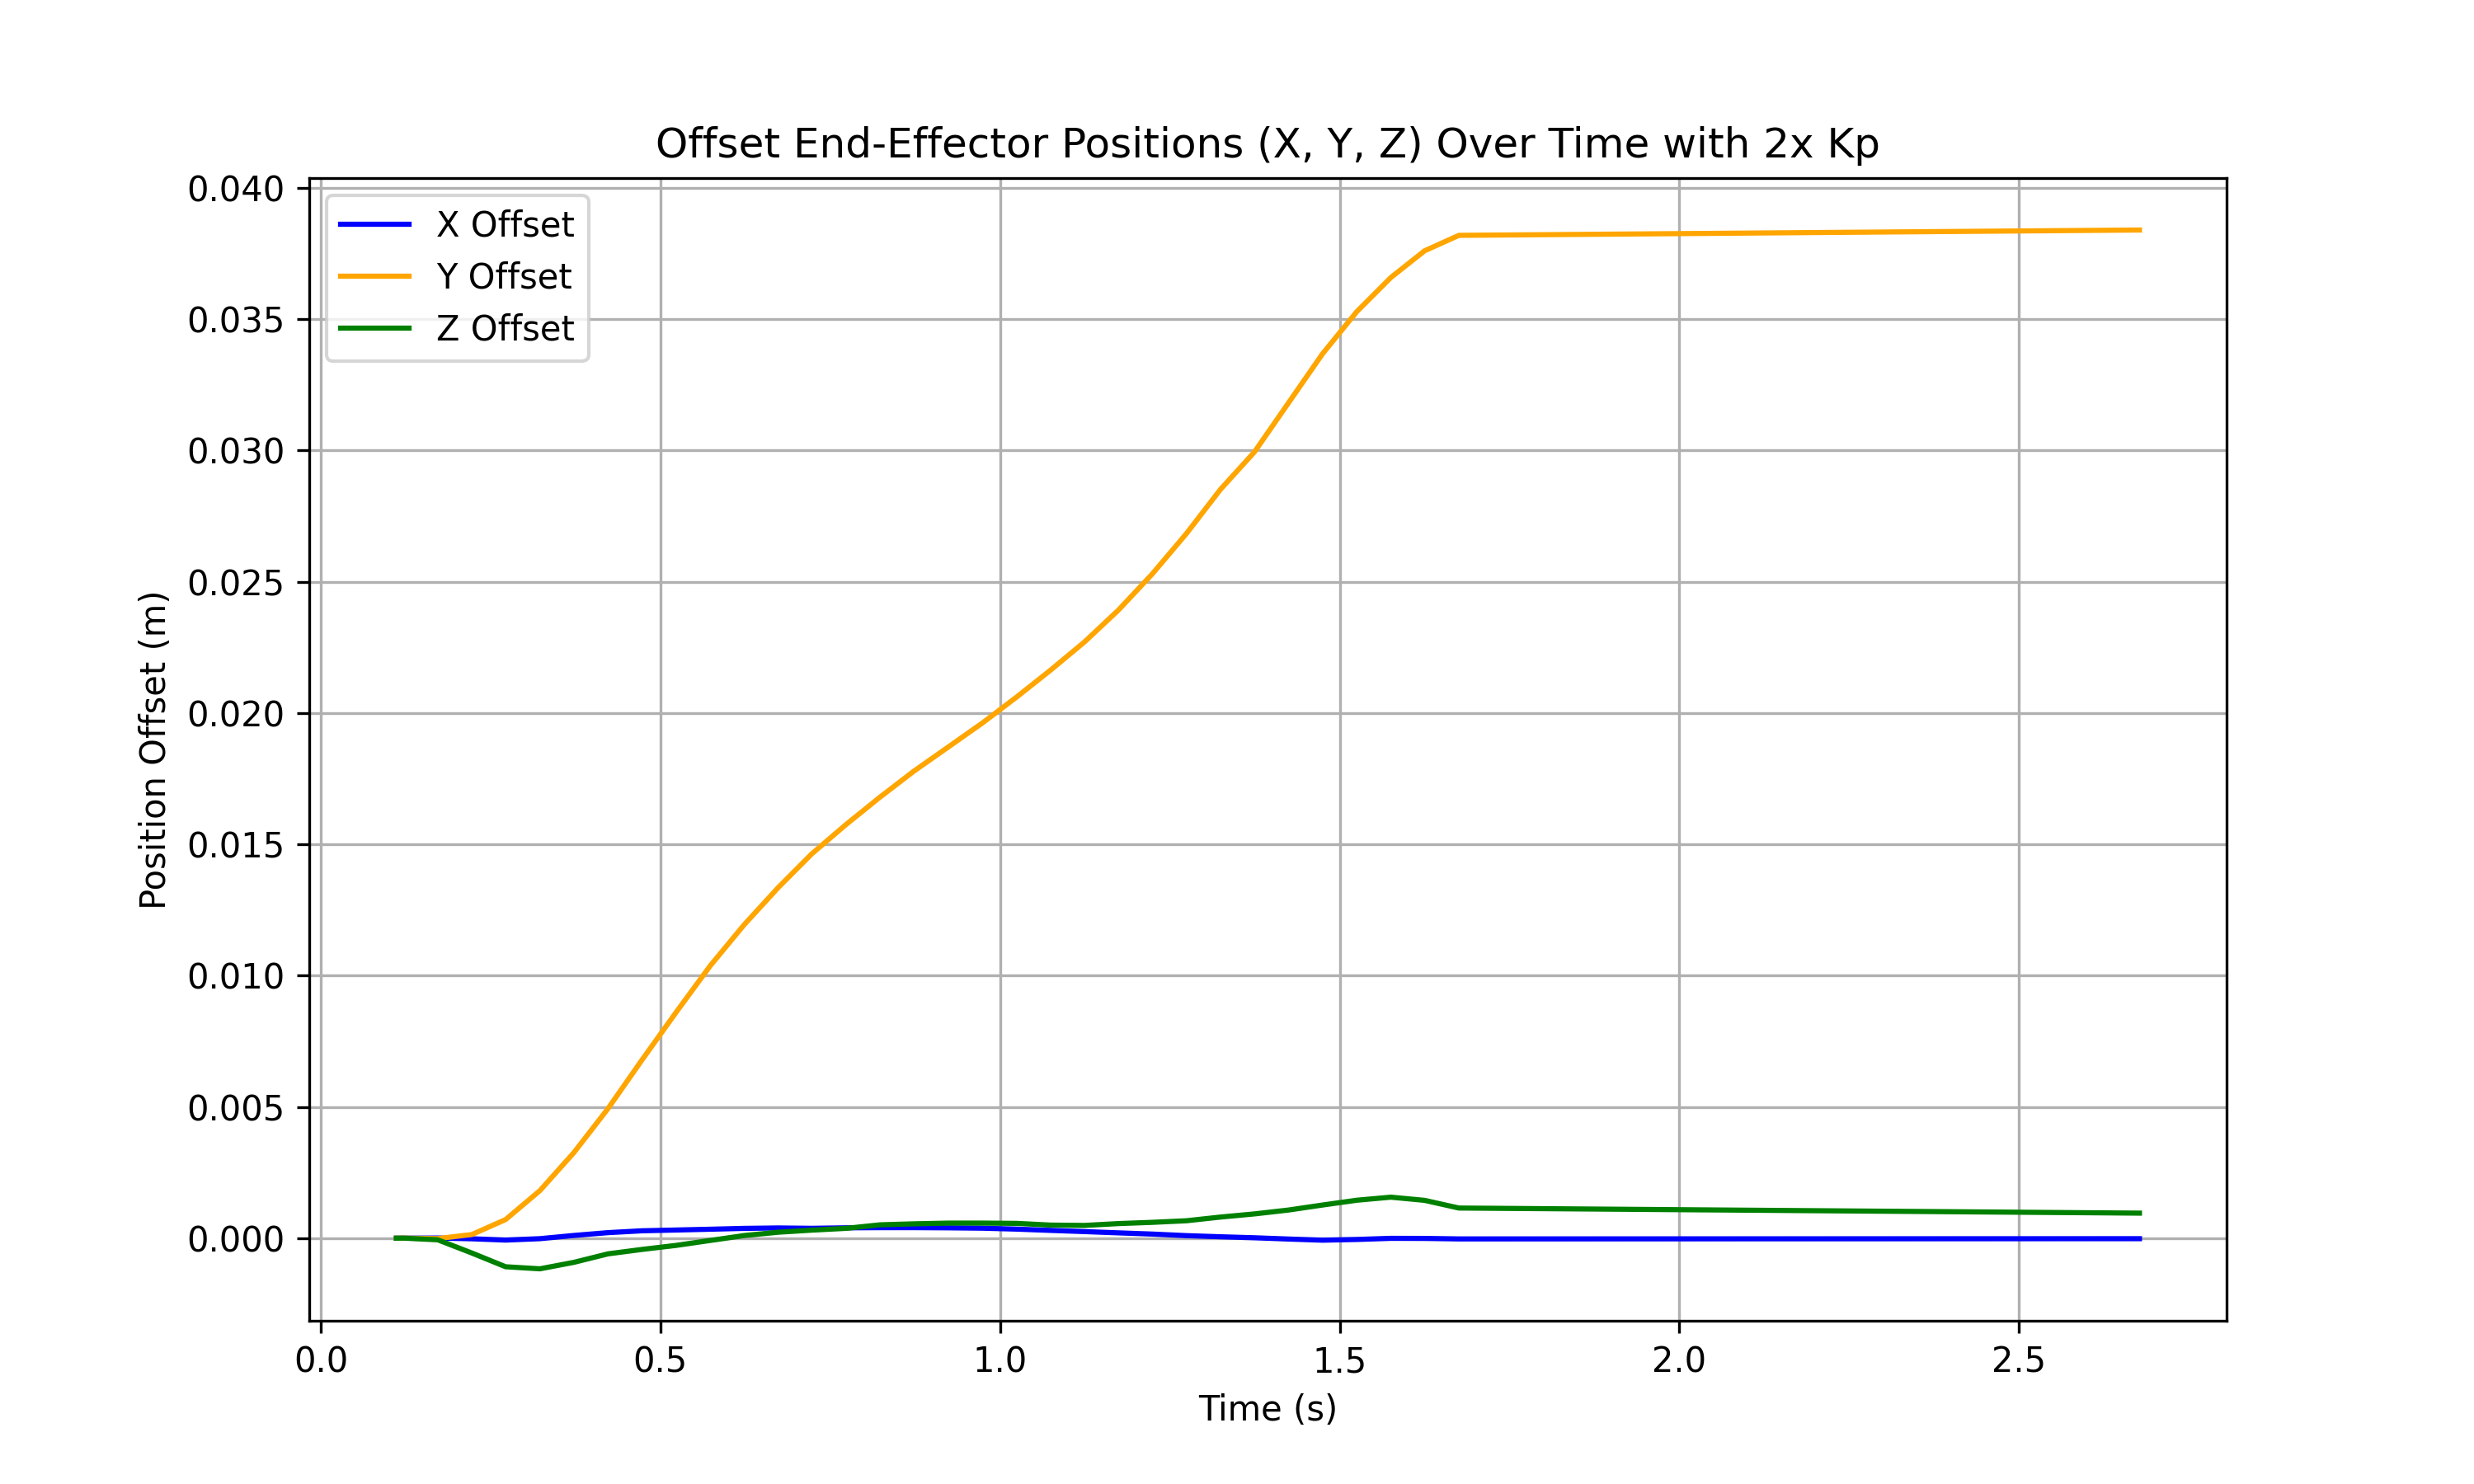 Offset End-Effector Positions (X, Y, Z) Over Time with 2x Kp
X Offset
Y Offset
Z Offset
0.040
0.035
0.030
0.025
0.020
0.015
0.010
0.005
0.000
Position Offset (m)
0.0 0.5 1.0 1.5 2.0 2.5
Time (s)